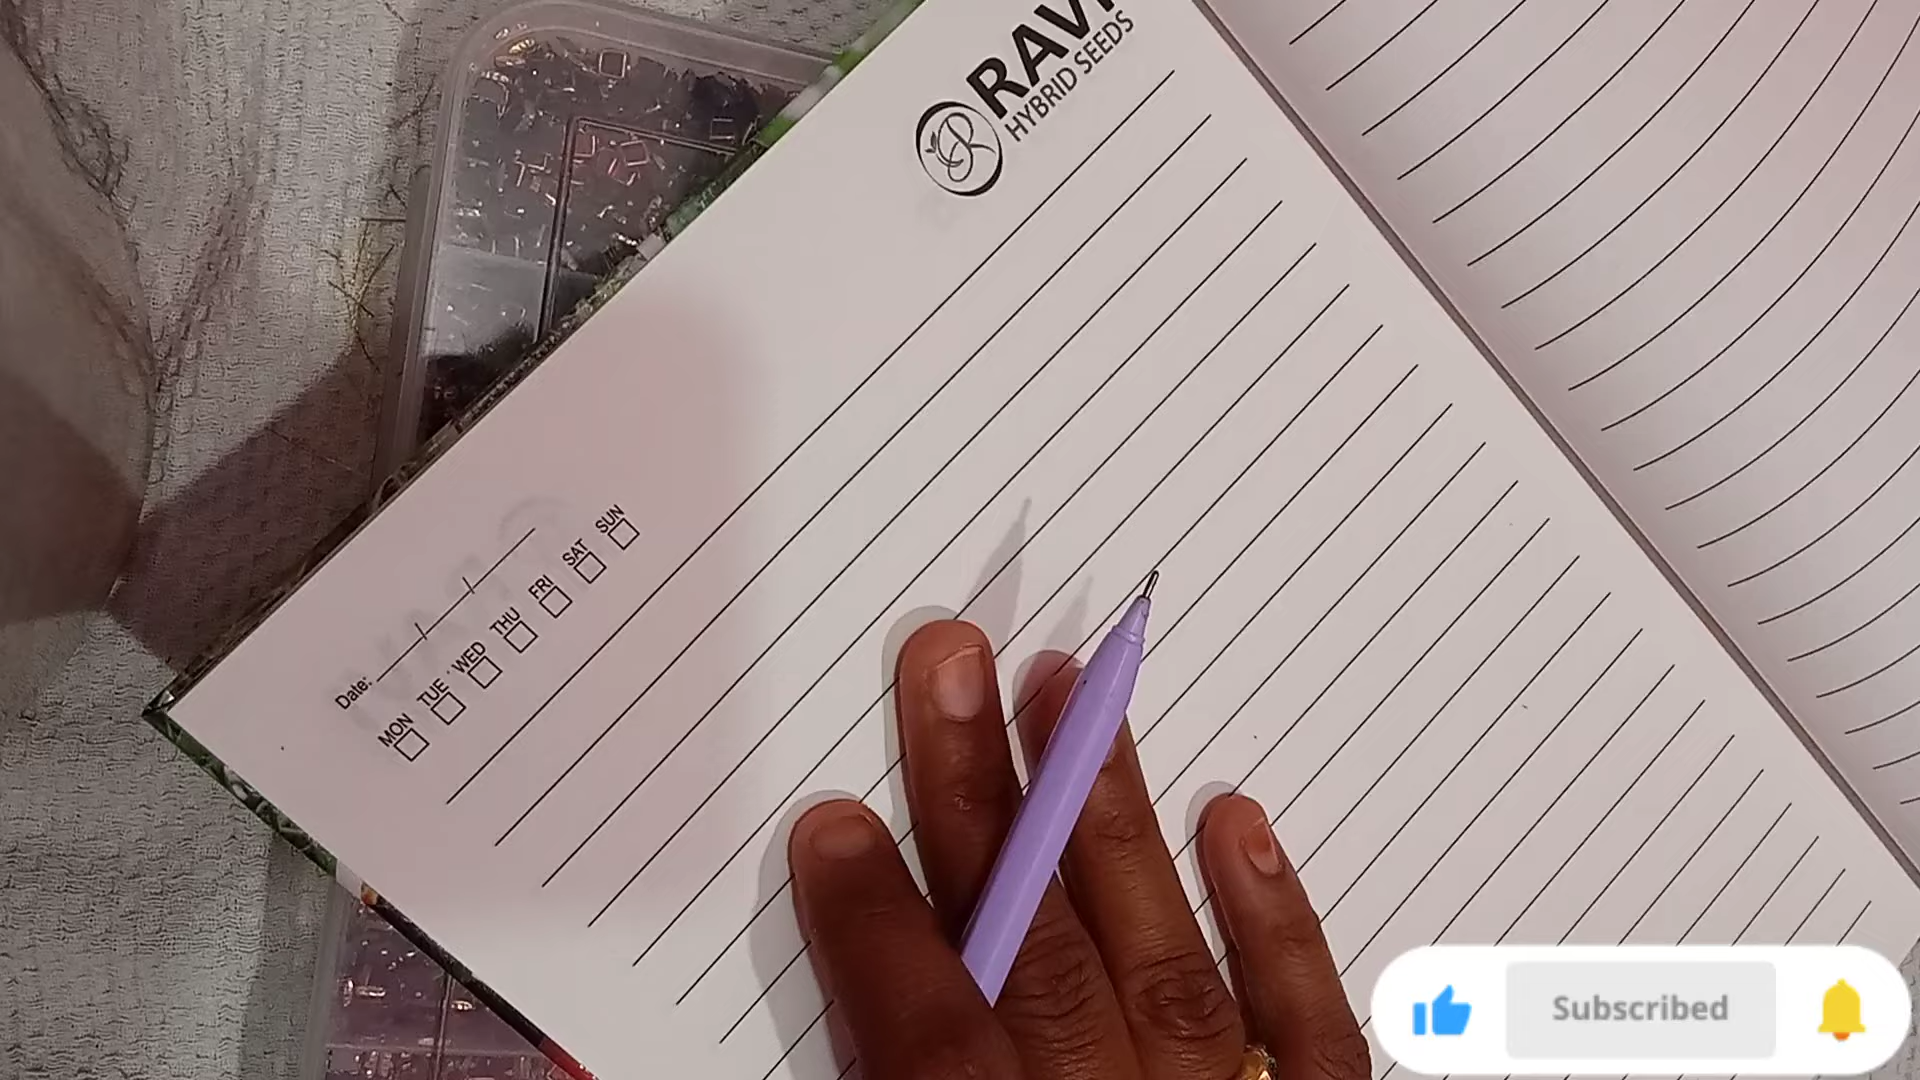 RAVI
HYBRID SEEDS
Date: / /
MON TUE WED THU FRI SAT SUN
Subscribed